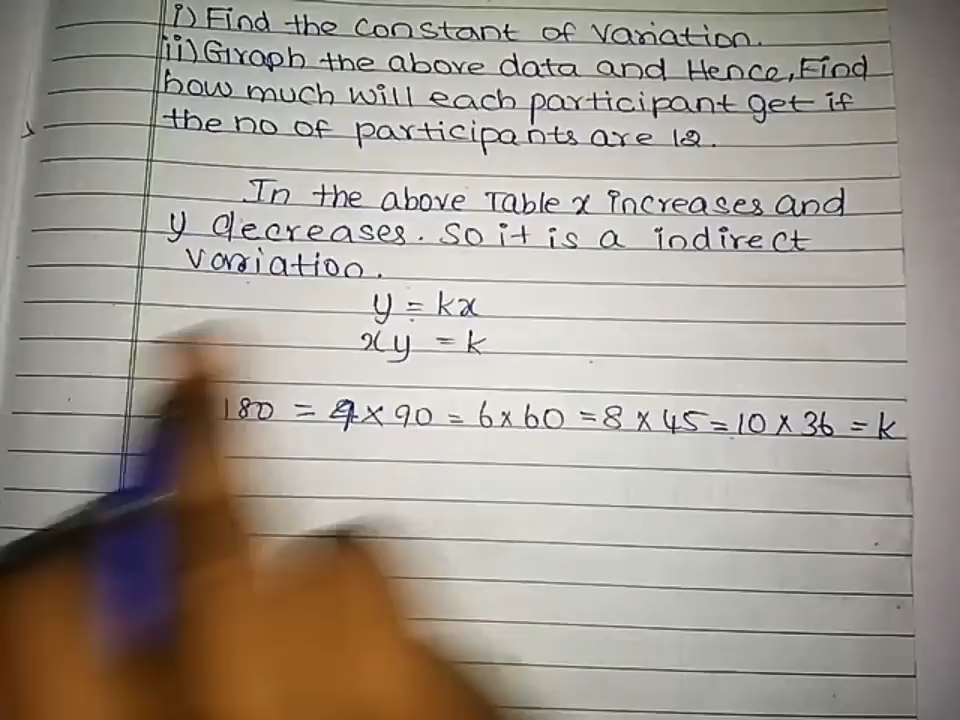 i) Find the constant of variation.
ii) Graph the above data and Hence, Find
how much will each participant get if
the no of participants are 12.
In the above Table x increases and
y decreases. So it is a indirect
variation.
y = kx
xy = k
180 = 4 x 90 = 6 x 60 = 8 x 45 = 10 x 36 = k